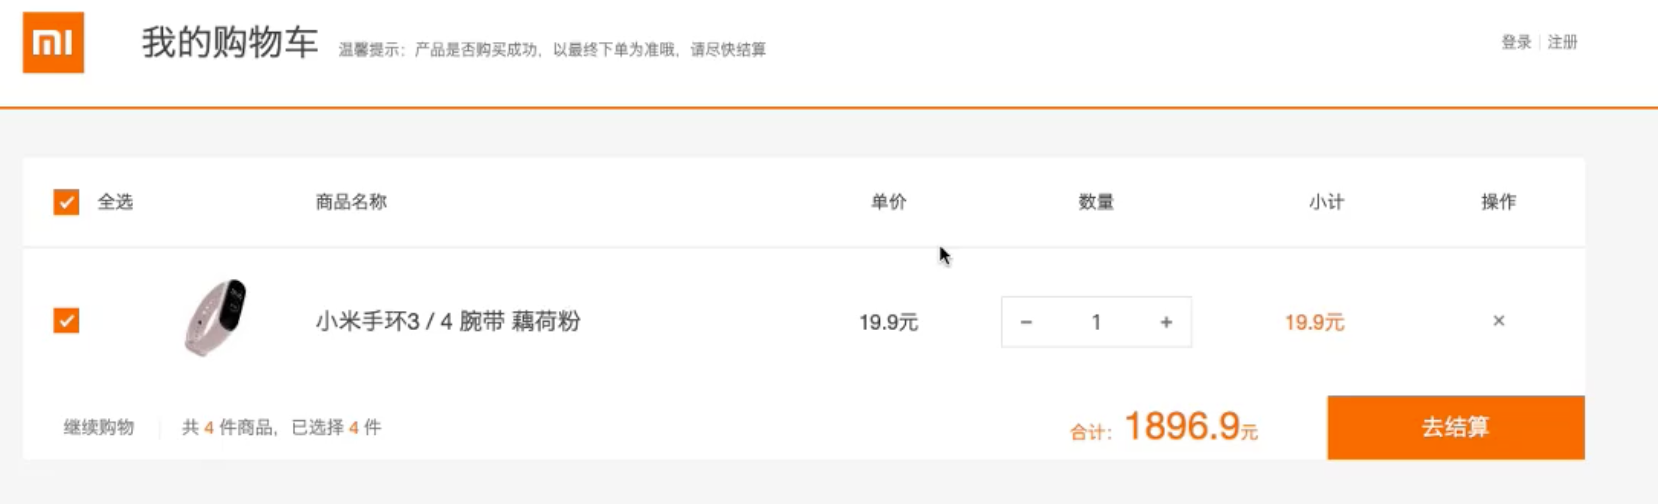 mi 我的购物车 温馨提示：产品是否购买成功，以最终下单为准哦，请尽快结算 登录 | 注册
全选 商品名称 单价 数量 小计 操作
小米手环3 / 4 腕带 藕荷粉 19.9元 − 1 + 19.9元 ×
继续购物 | 共 4 件商品，已选择 4 件 合计：1896.9元 去结算